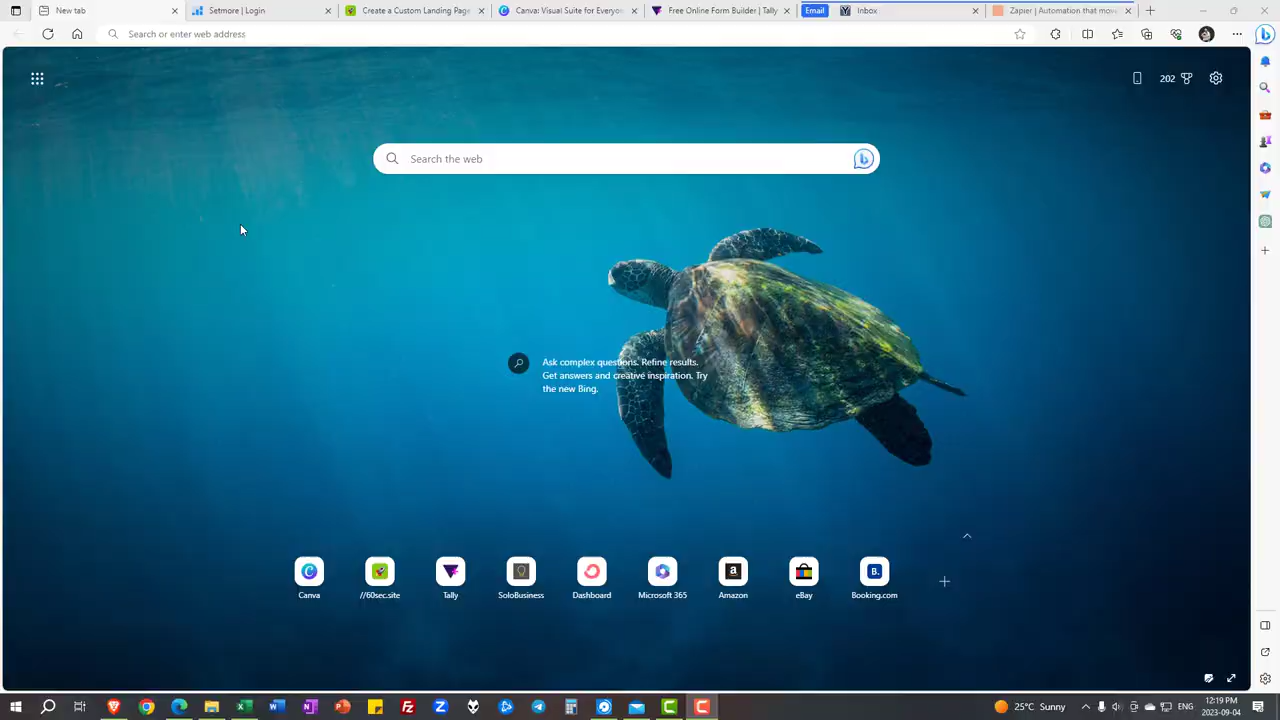 New tab
Setmore | Login
Create a Custom Landing Page
Canva: Visual Suite for Everyo
Free Online Form Builder | Tally
Email
Inbox
Zapier | Automation that mov
Search or enter web address
202
Search the web
Ask complex questions. Refine results.
Get answers and creative inspiration. Try
the new Bing.
Canva
//60sec.site
Tally
SoloBusiness
Dashboard
Microsoft 365
Amazon
eBay
Booking.com
25°C Sunny
ENG
12:19 PM
2023-09-04